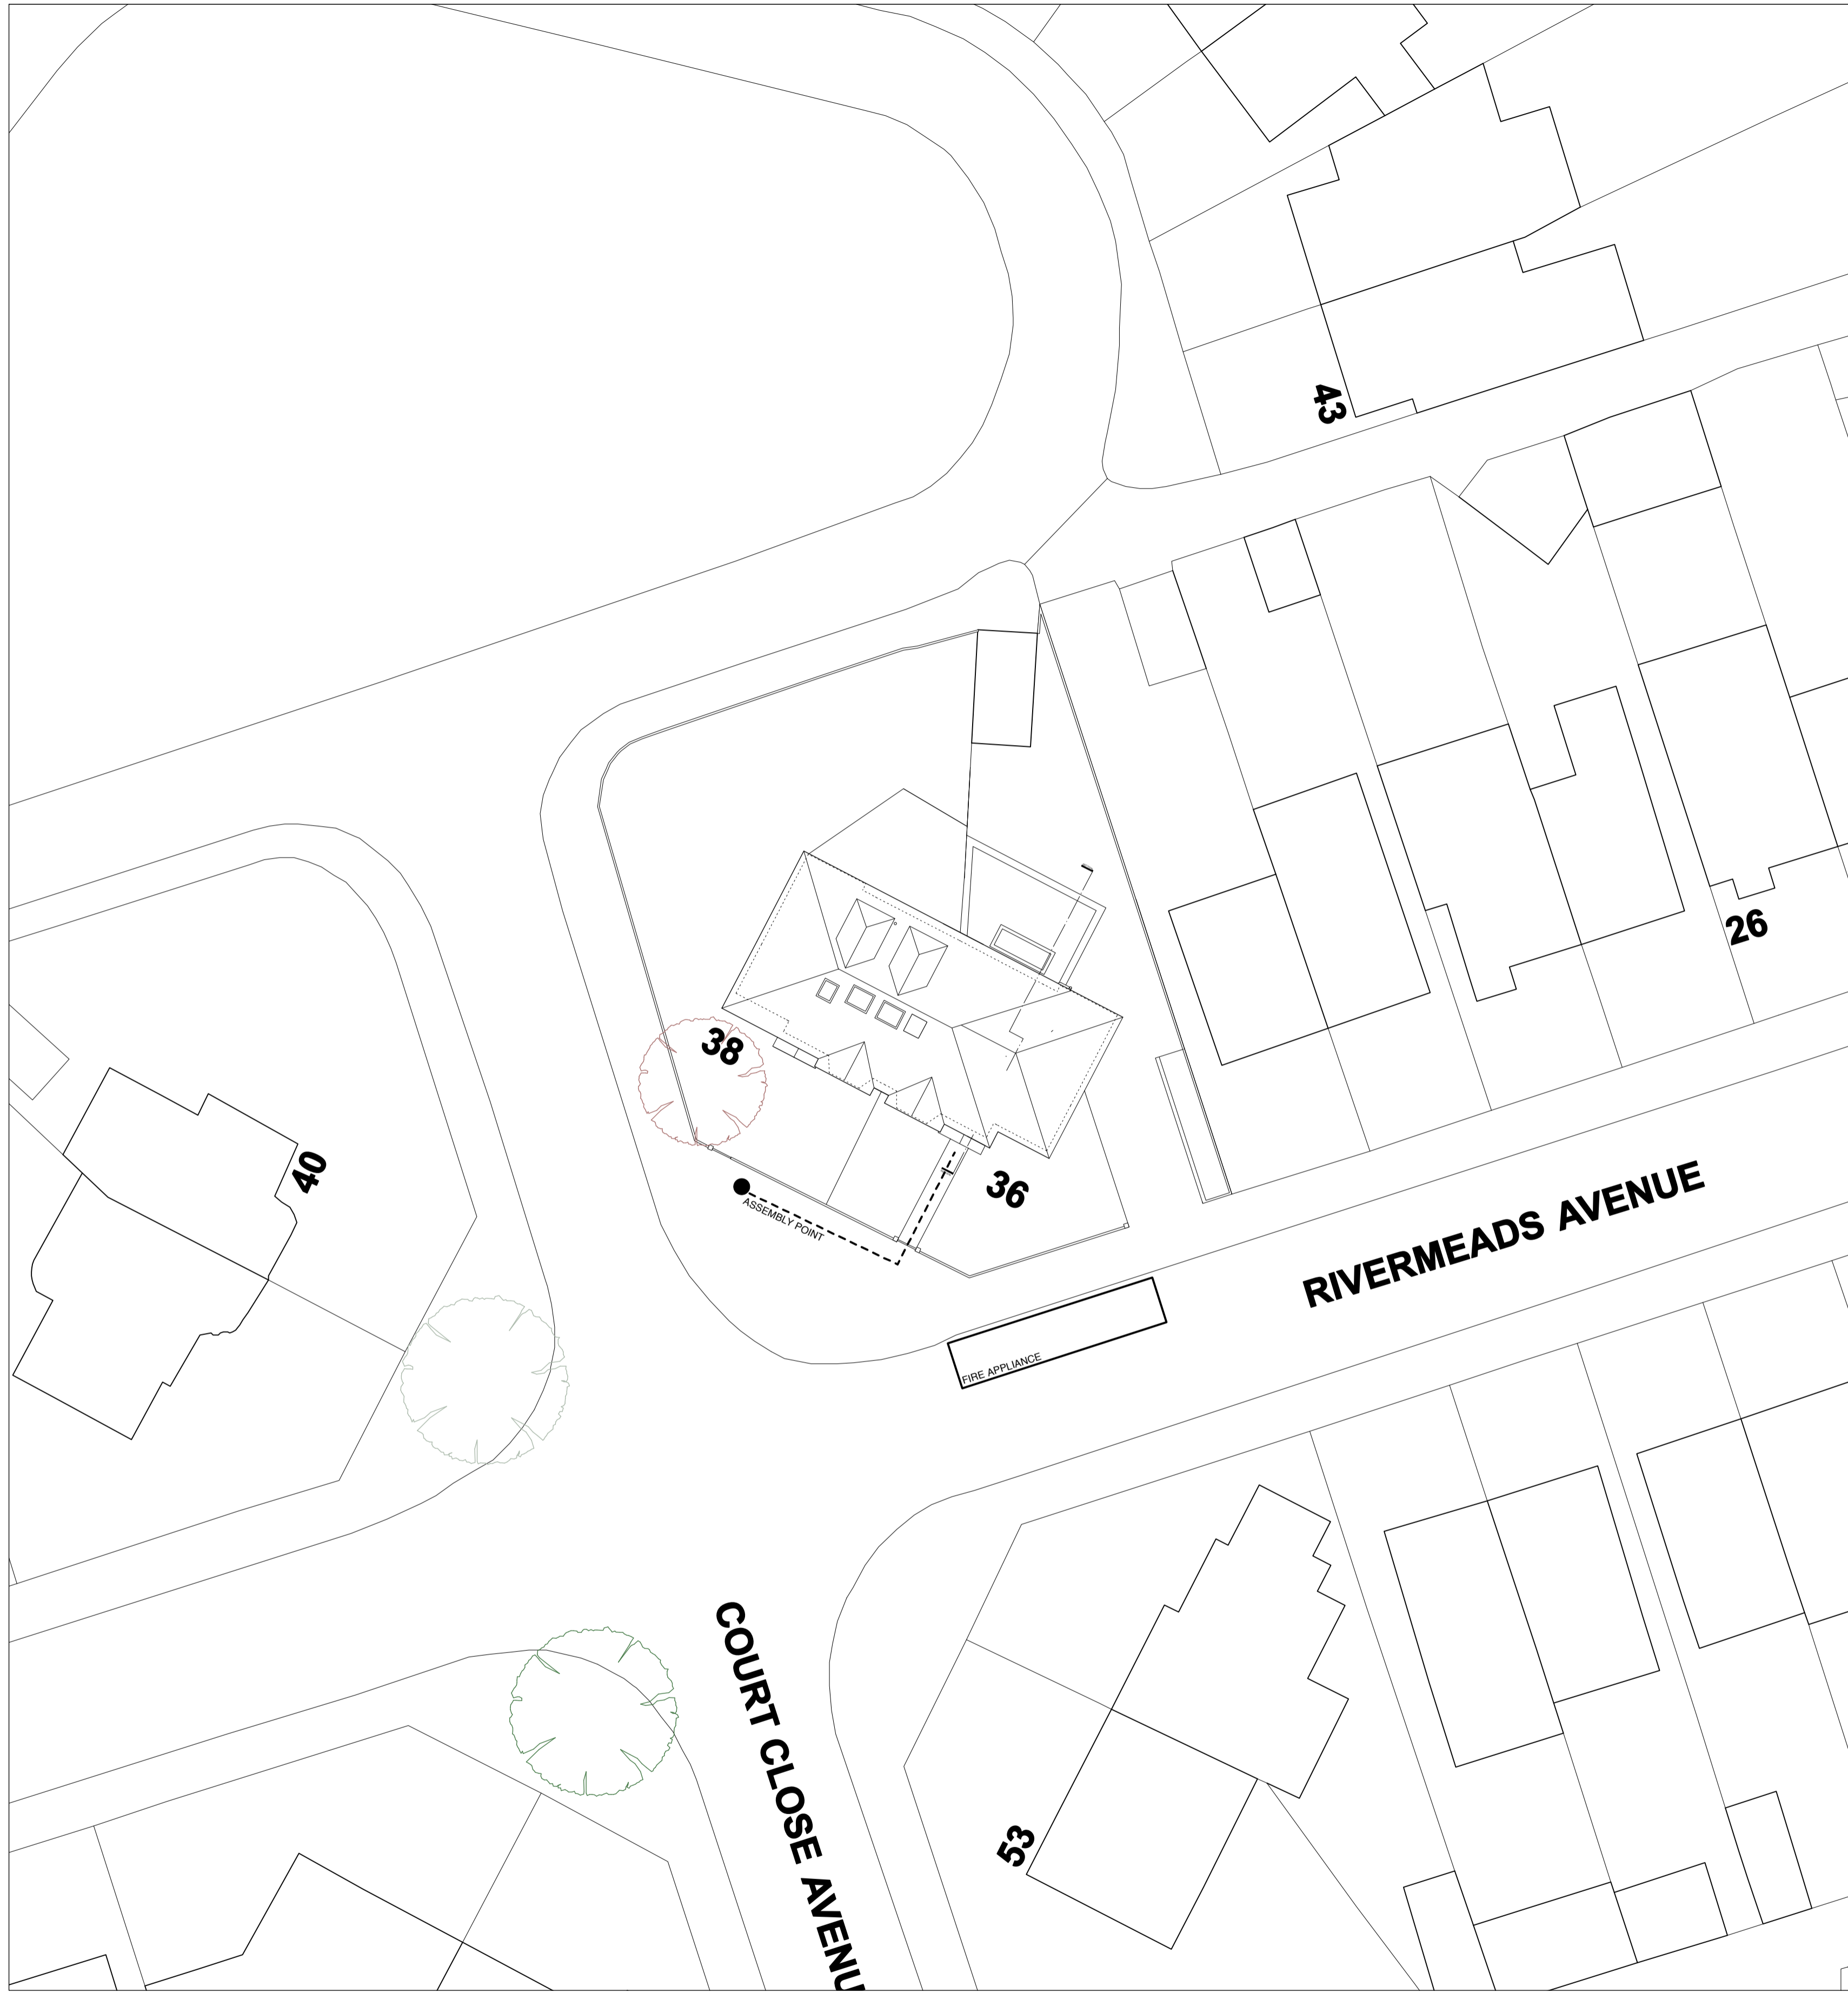 43
26
38
40
36
ASSEMBLY POINT
RIVERMEADS AVENUE
FIRE APPLIANCE
COURT CLOSE AVENU
53